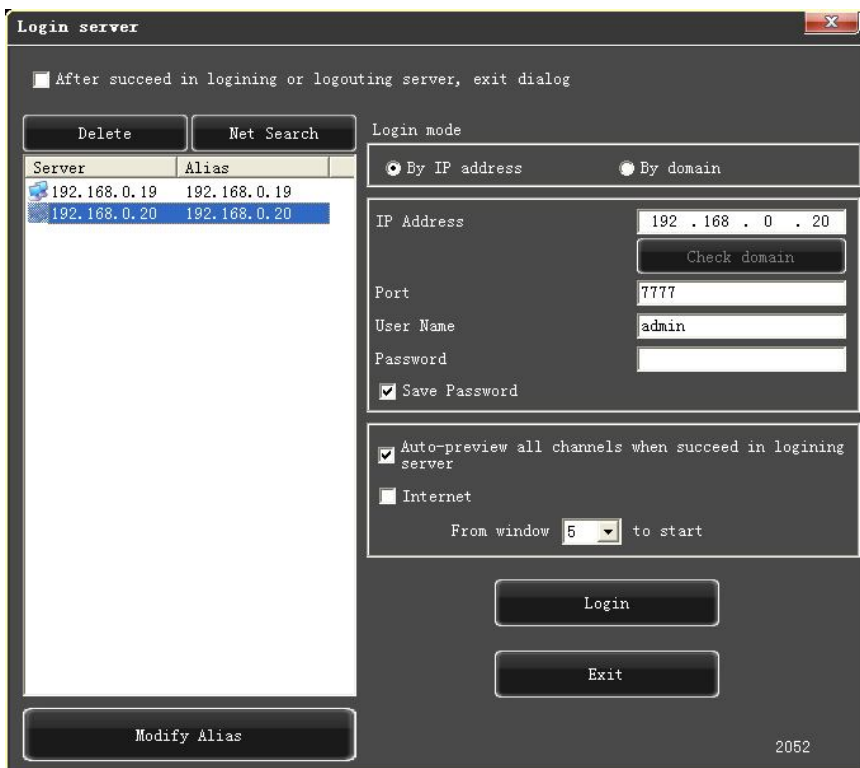 Login server
After succeed in logining or logouting server, exit dialog
Delete
Net Search
Server Alias
192.168.0.19 192.168.0.19
192.168.0.20 192.168.0.20
Modify Alias
Login mode
By IP address By domain
IP Address 192 . 168 . 0 . 20
Check domain
Port 7777
User Name admin
Password
Save Password
Auto-preview all channels when succeed in logining
server
Internet
From window 5 to start
Login
Exit
2052